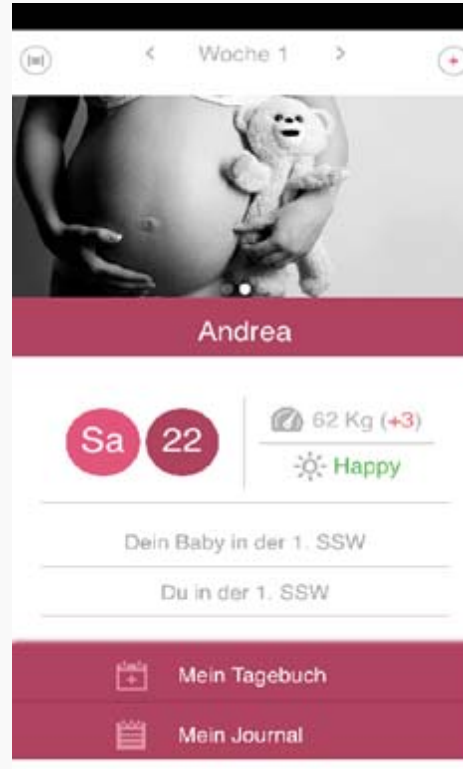 Woche 1
Andrea
Sa 22
62 Kg (+3)
Happy
Dein Baby in der 1. SSW
Du in der 1. SSW
Mein Tagebuch
Mein Journal